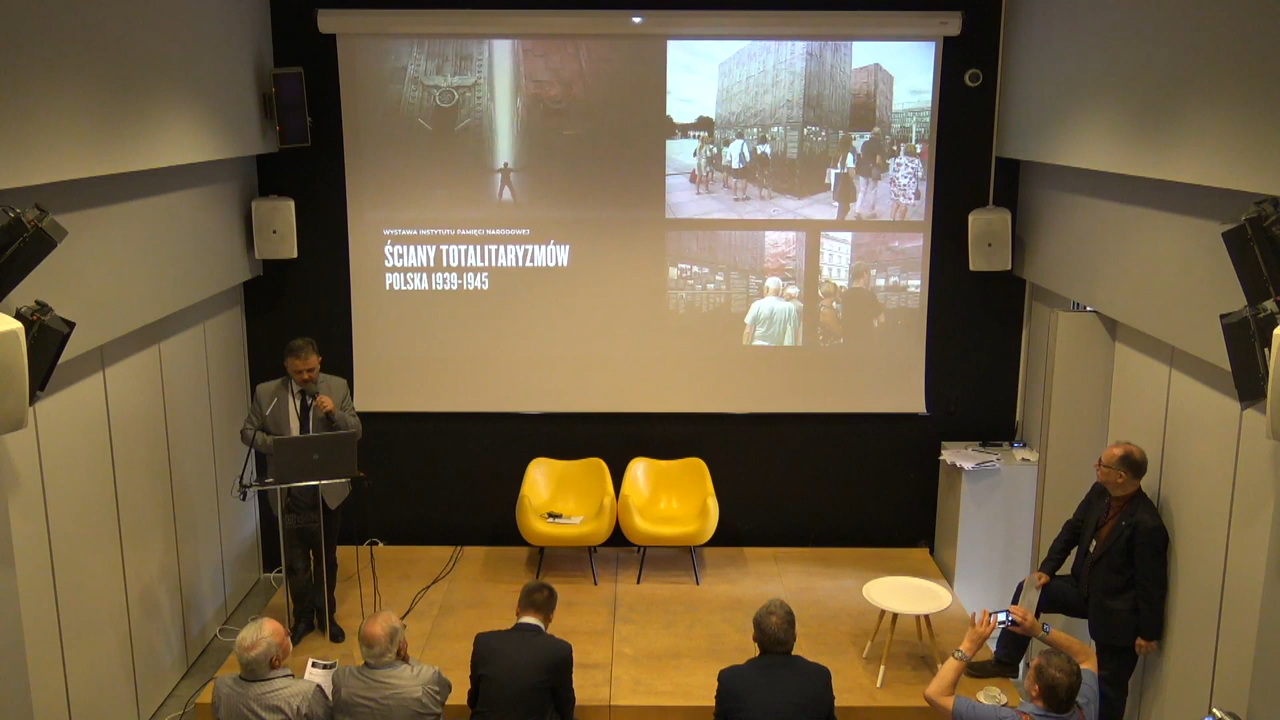 WYSTAWA INSTYTUTU PAMIĘCI NARODOWEJ
ŚCIANY TOTALITARYZMÓW
POLSKA 1939-1945